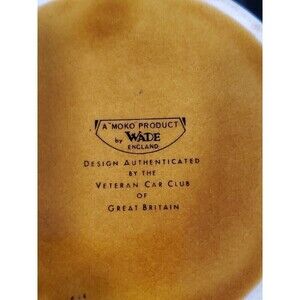 A "MOKO PRODUCT
by WADE
ENGLAND
DESIGN AUTHENTICATED
BY THE
VETERAN CAR CLUB
OF
GREAT BRITAIN